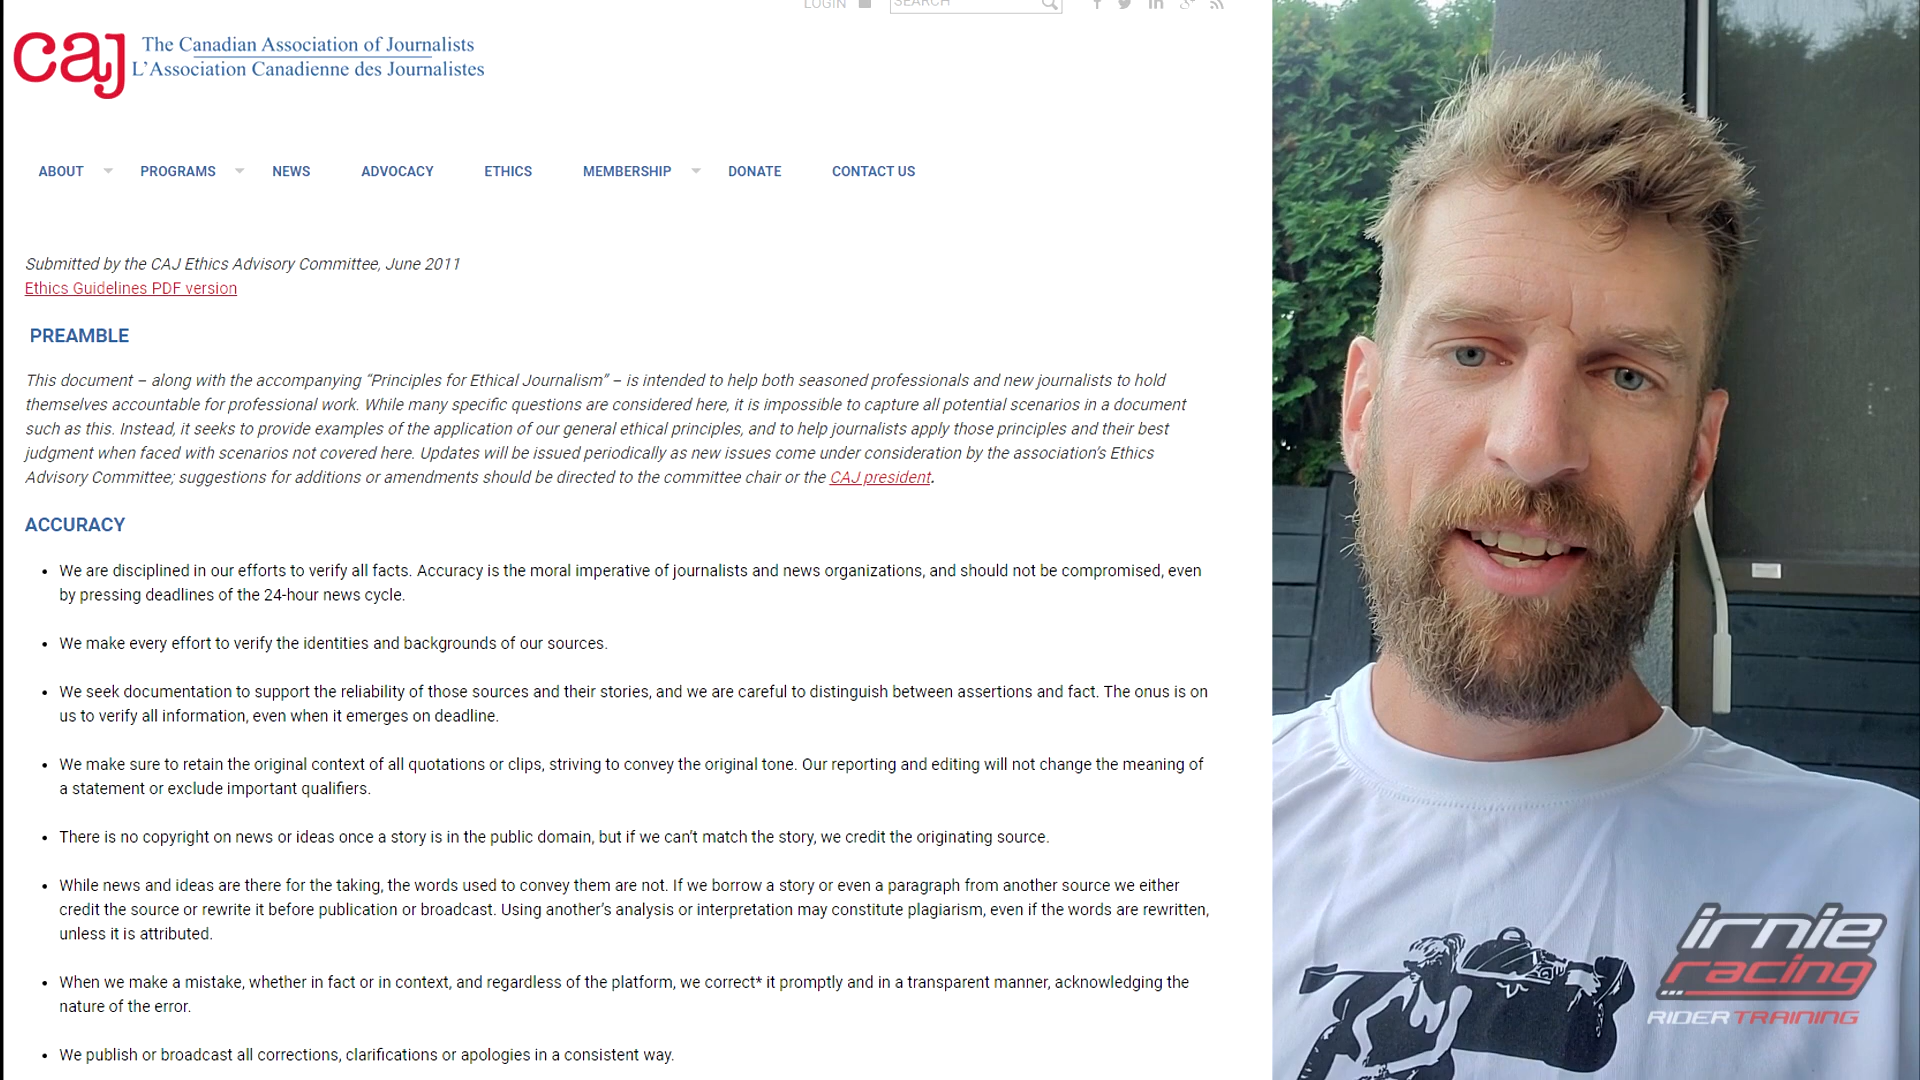 LOGIN
SEARCH
caj
The Canadian Association of Journalists
L'Association Canadienne des Journalistes
ABOUT PROGRAMS NEWS ADVOCACY ETHICS MEMBERSHIP DONATE CONTACT US
Submitted by the CAJ Ethics Advisory Committee, June 2011
Ethics Guidelines PDF version
PREAMBLE
This document – along with the accompanying “Principles for Ethical Journalism” – is intended to help both seasoned professionals and new journalists to hold
themselves accountable for professional work. While many specific questions are considered here, it is impossible to capture all potential scenarios in a document
such as this. Instead, it seeks to provide examples of the application of our general ethical principles, and to help journalists apply those principles and their best
judgment when faced with scenarios not covered here. Updates will be issued periodically as new issues come under consideration by the association’s Ethics
Advisory Committee; suggestions for additions or amendments should be directed to the committee chair or the CAJ president.
ACCURACY
• We are disciplined in our efforts to verify all facts. Accuracy is the moral imperative of journalists and news organizations, and should not be compromised, even
by pressing deadlines of the 24-hour news cycle.
• We make every effort to verify the identities and backgrounds of our sources.
• We seek documentation to support the reliability of those sources and their stories, and we are careful to distinguish between assertions and fact. The onus is on
us to verify all information, even when it emerges on deadline.
• We make sure to retain the original context of all quotations or clips, striving to convey the original tone. Our reporting and editing will not change the meaning of
a statement or exclude important qualifiers.
• There is no copyright on news or ideas once a story is in the public domain, but if we can’t match the story, we credit the originating source.
• While news and ideas are there for the taking, the words used to convey them are not. If we borrow a story or even a paragraph from another source we either
credit the source or rewrite it before publication or broadcast. Using another’s analysis or interpretation may constitute plagiarism, even if the words are rewritten,
unless it is attributed.
• When we make a mistake, whether in fact or in context, and regardless of the platform, we correct* it promptly and in a transparent manner, acknowledging the
nature of the error.
• We publish or broadcast all corrections, clarifications or apologies in a consistent way.
irnie
racing
RIDER TRAINING